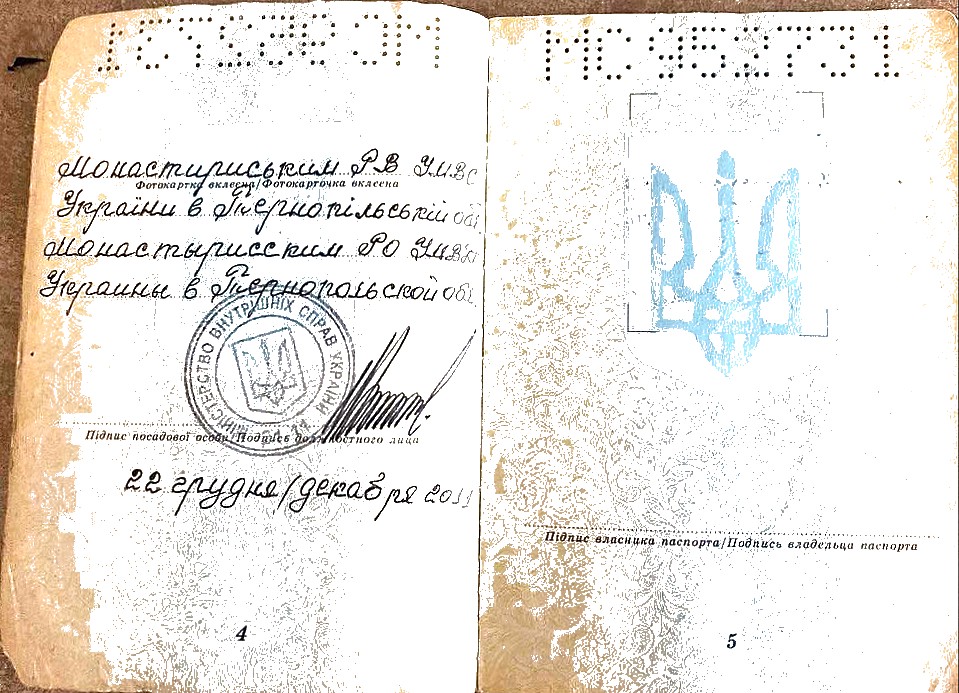 Монастириським РВ УМВС
Фотокартка вклеєна/Фотокарточка вклеена
України в Тернопільській обл
Монастырисским РО УМВД
Украины в Тернопольской обл
МІНІСТЕРСТВО ВНУТРІШНІХ СПРАВ УКРАЇНИ
Підпис посадової особи/Подпись должностного лица
22 грудня/декабря 2011
4
МС 952731
Підпис власника паспорта/Подпись владельца паспорта
5